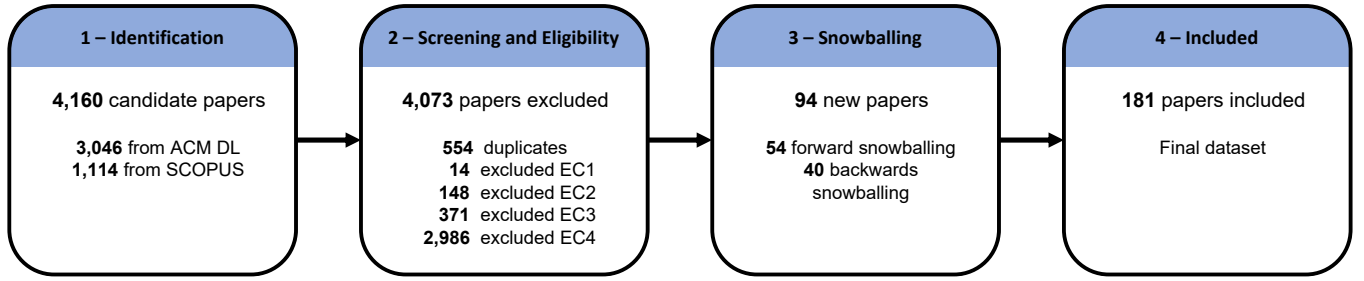 1 – Identification
4,160 candidate papers
3,046 from ACM DL
1,114 from SCOPUS
2 – Screening and Eligibility
4,073 papers excluded
554 duplicates
14 excluded EC1
148 excluded EC2
371 excluded EC3
2,986 excluded EC4
3 – Snowballing
94 new papers
54 forward snowballing
40 backwards
snowballing
4 – Included
181 papers included
Final dataset